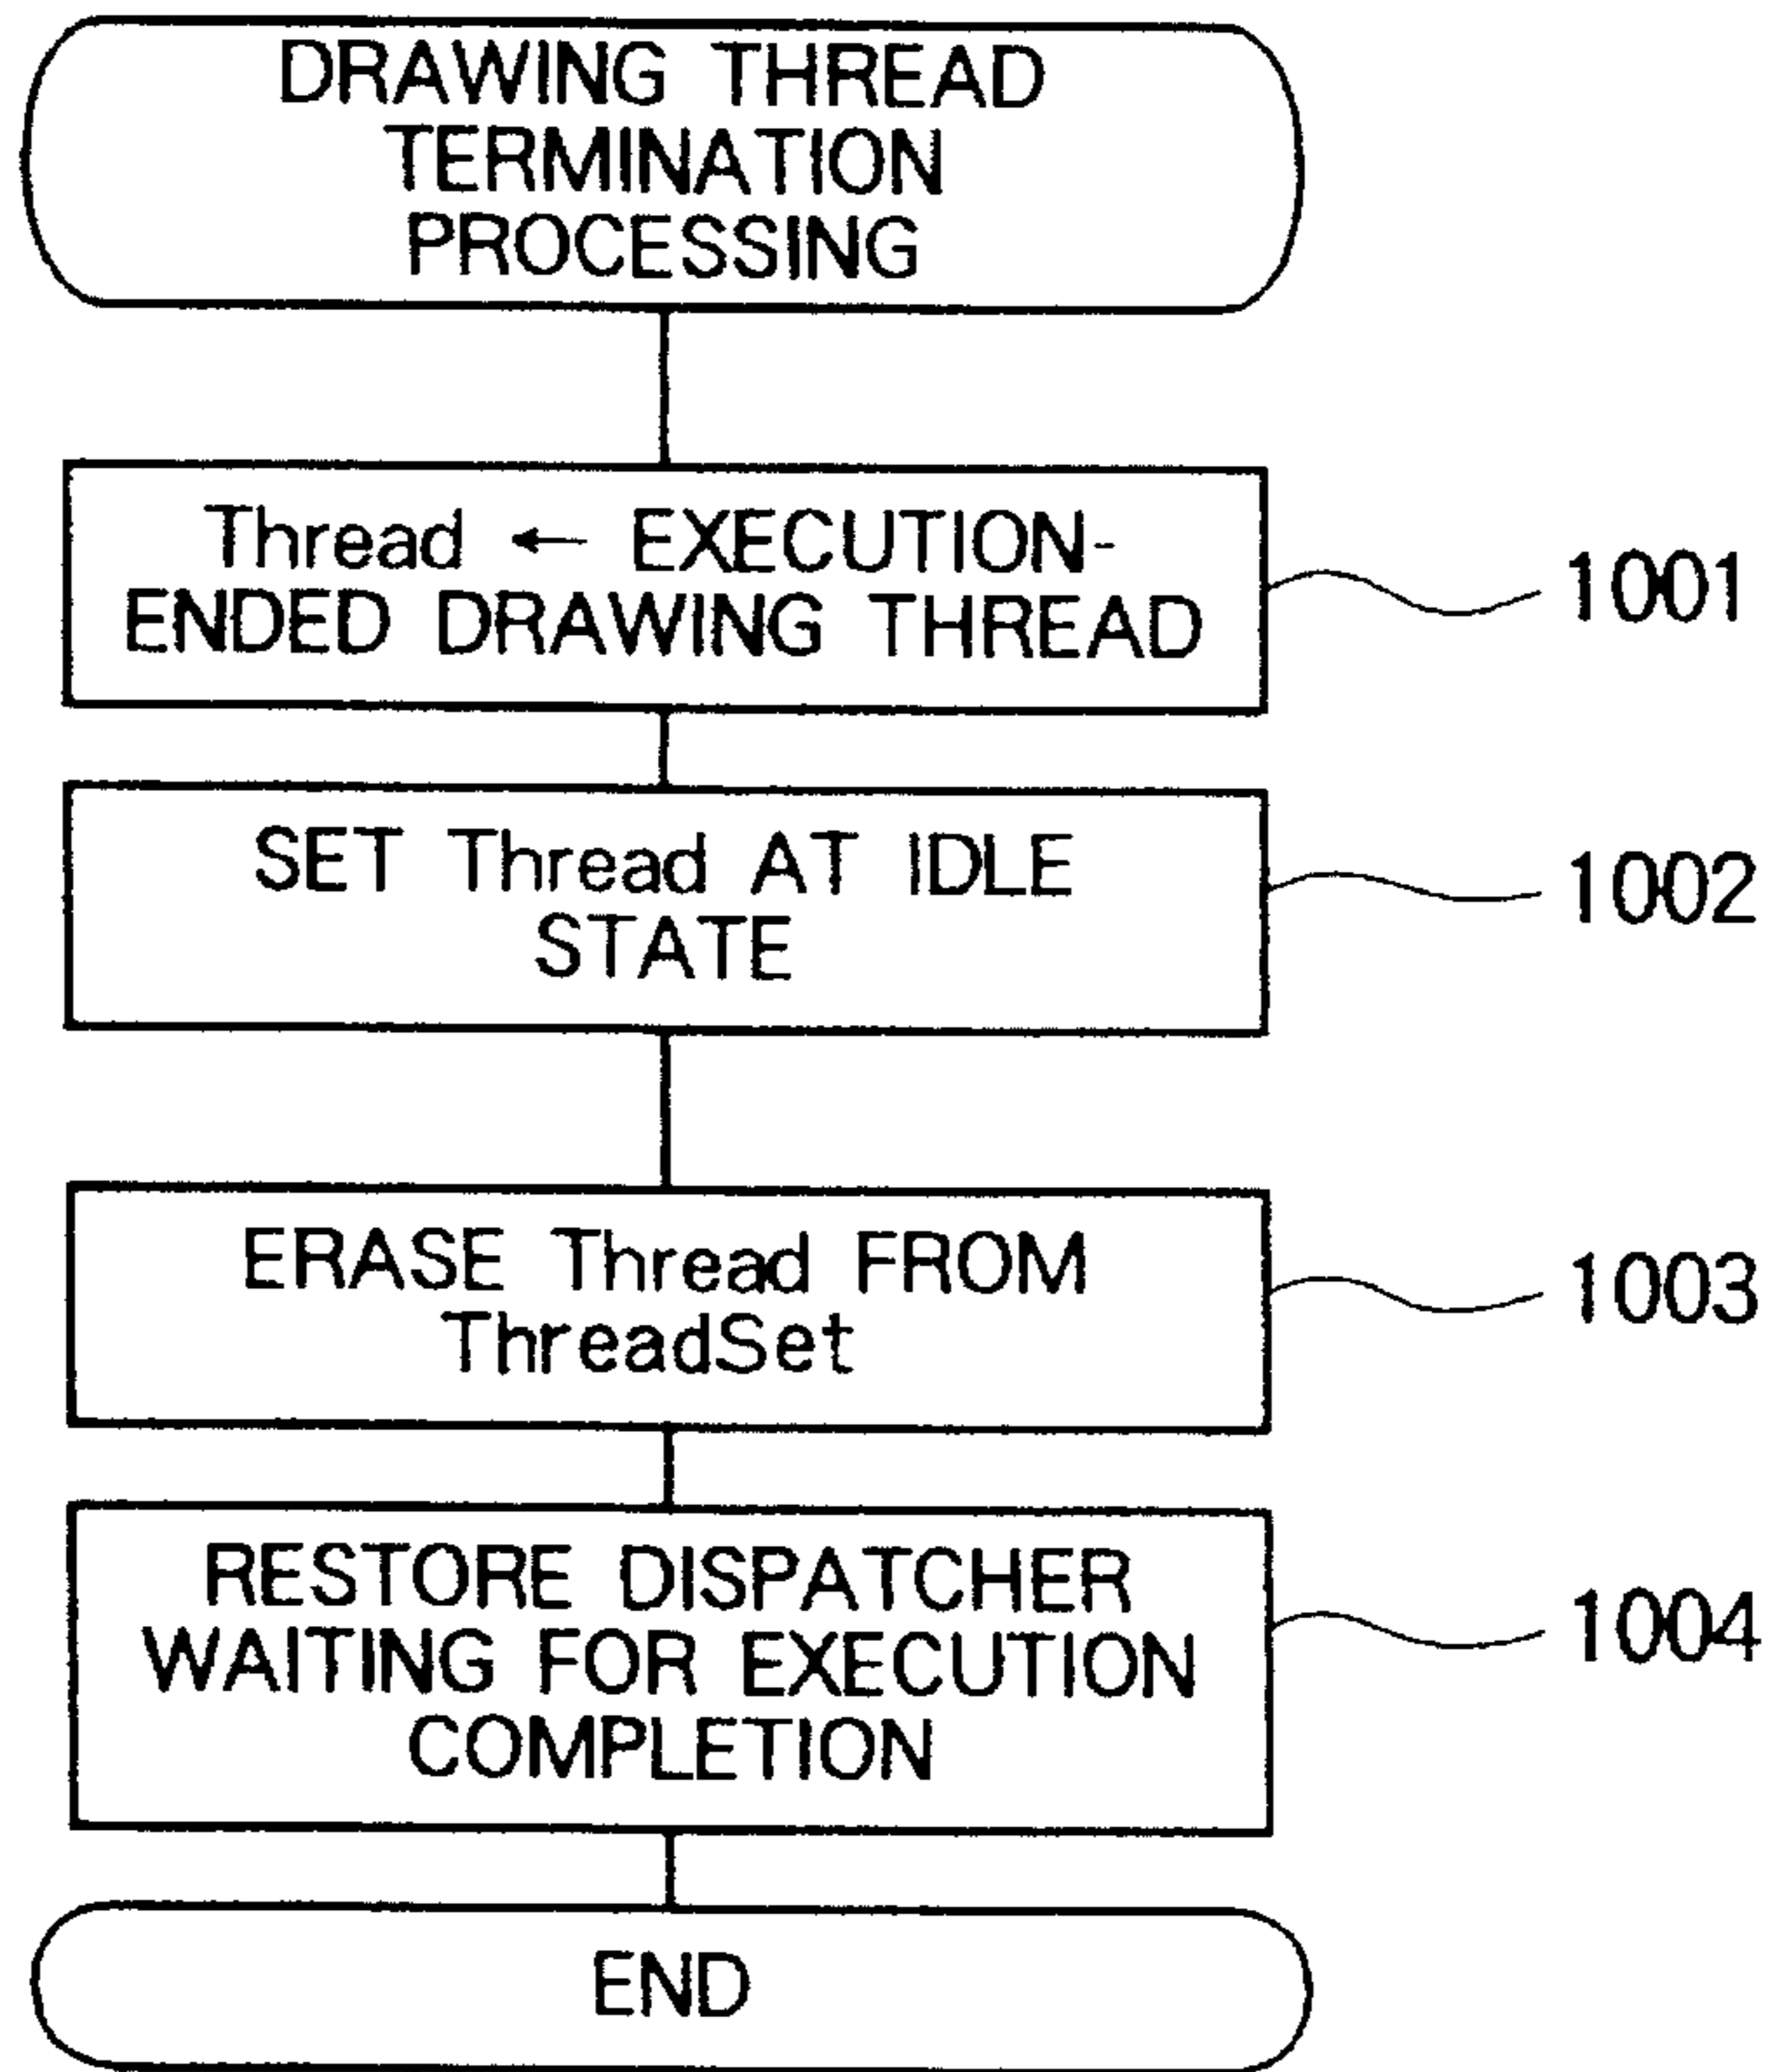 DRAWING THREAD
TERMINATION
PROCESSING
Thread ← EXECUTION-
ENDED DRAWING THREAD
1001
SET Thread AT IDLE
STATE
1002
ERASE Thread FROM
ThreadSet
1003
RESTORE DISPATCHER
WAITING FOR EXECUTION
COMPLETION
1004
END